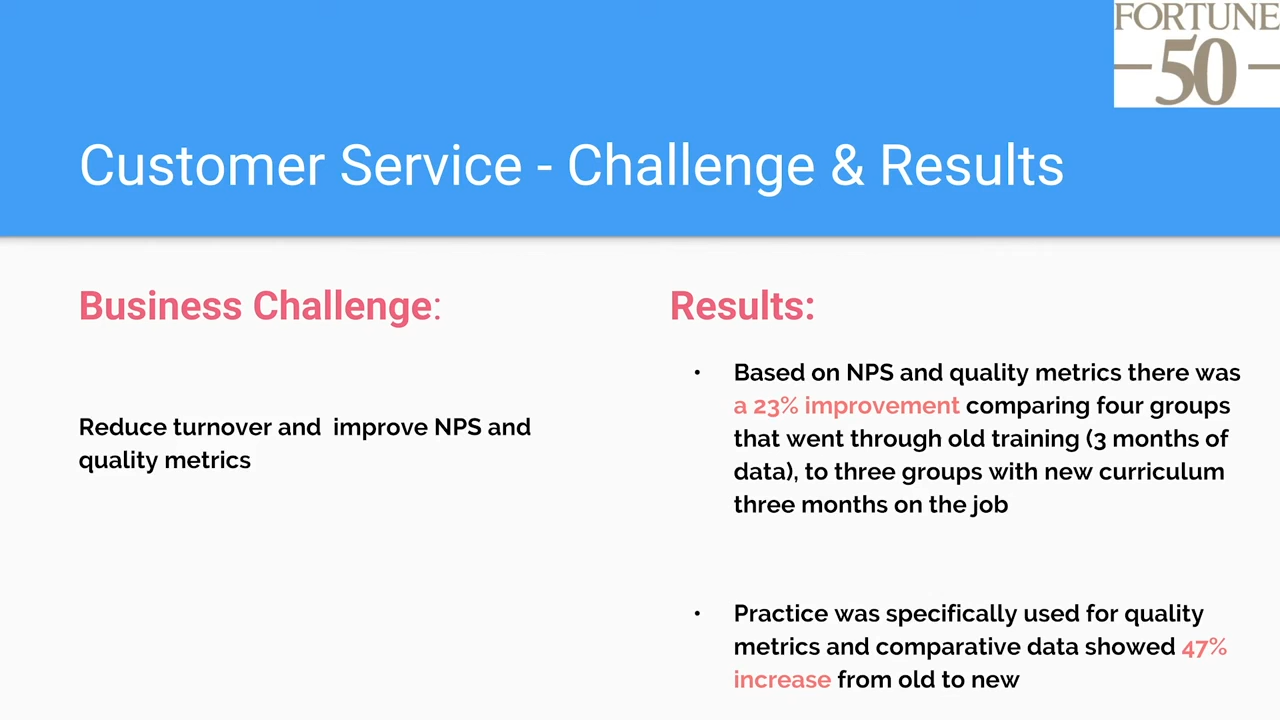 FORTUNE
50
Customer Service - Challenge & Results
Business Challenge:
Reduce turnover and  improve NPS and
quality metrics
Results:
• Based on NPS and quality metrics there was
a 23% improvement comparing four groups
that went through old training (3 months of
data), to three groups with new curriculum
three months on the job
• Practice was specifically used for quality
metrics and comparative data showed 47%
increase from old to new